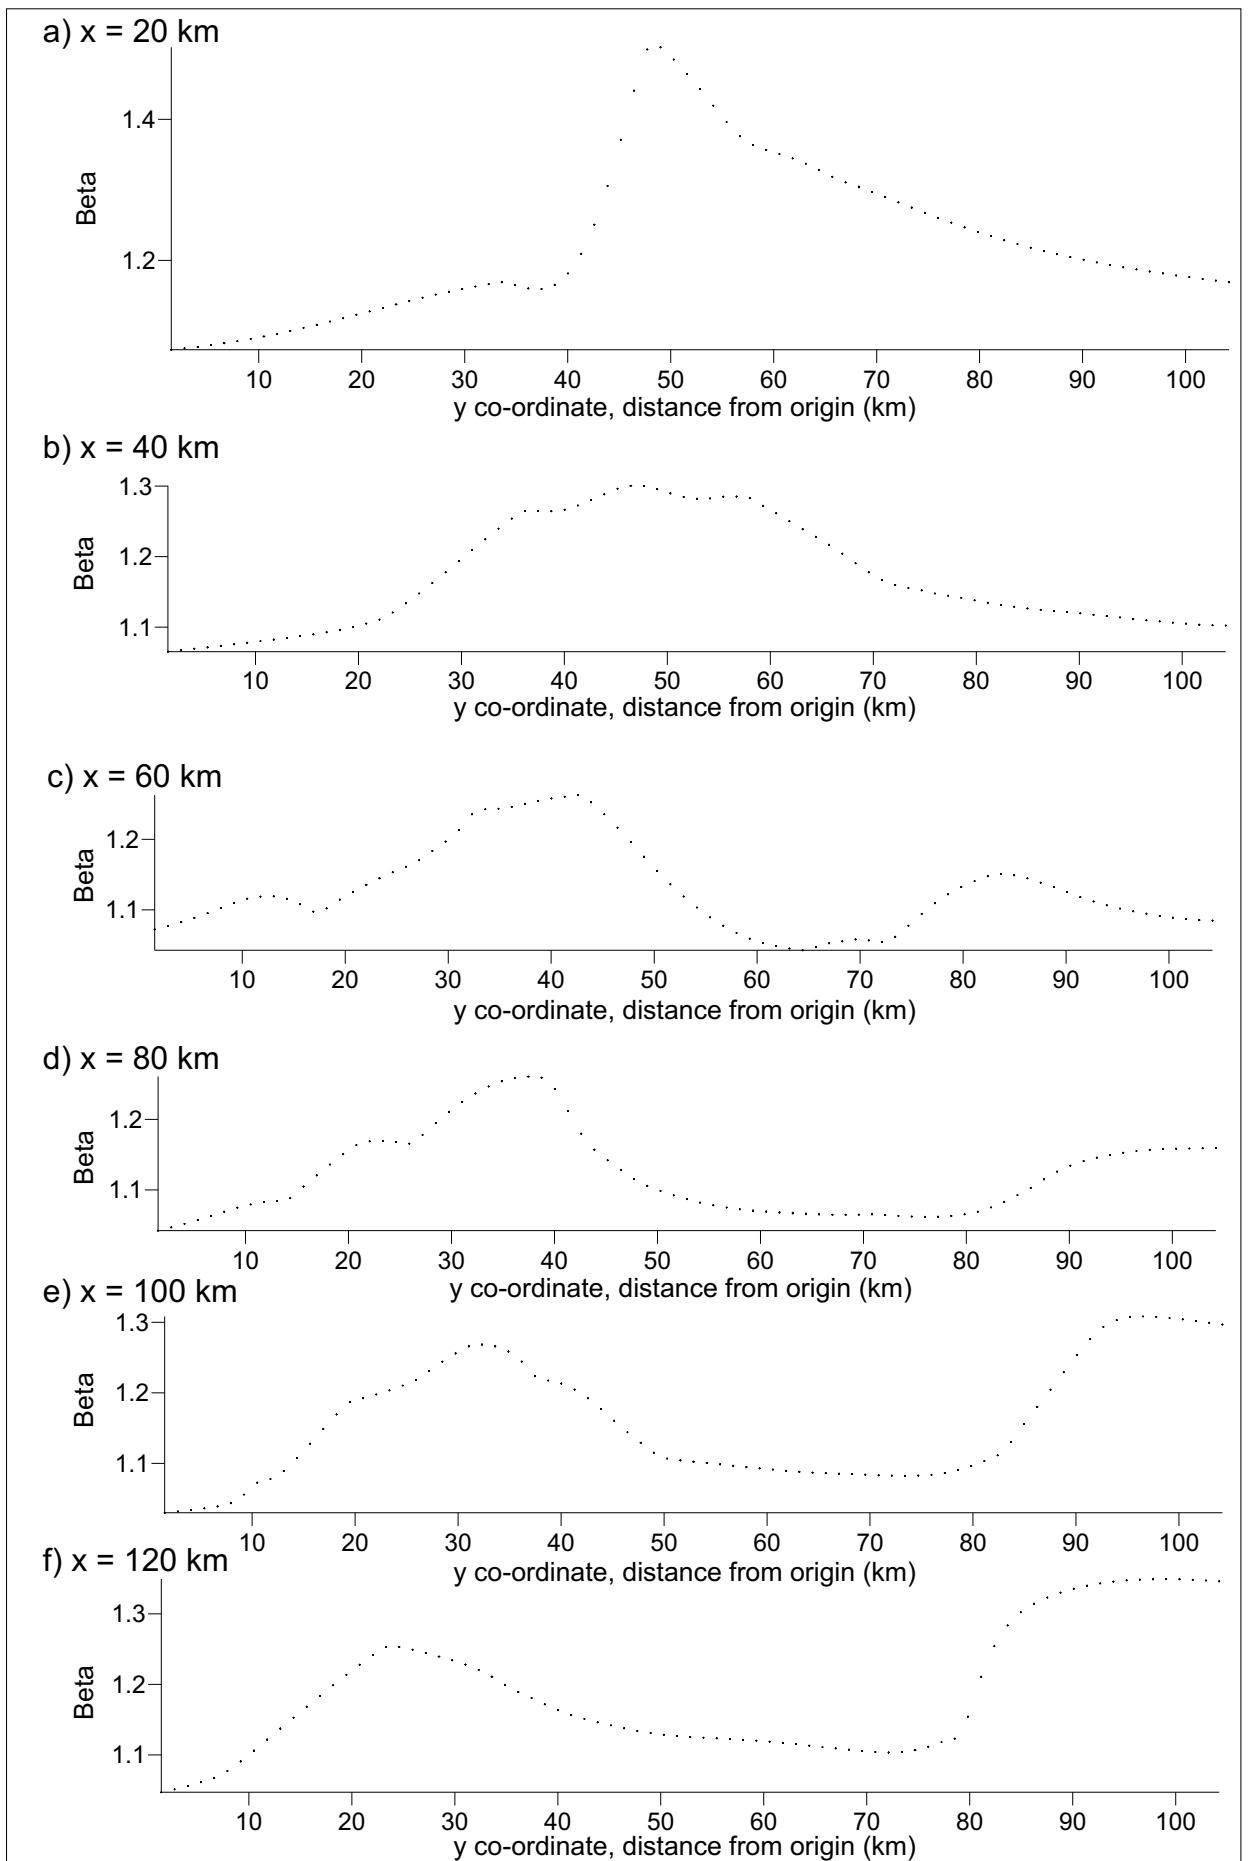 a) x = 20 km
1.4
Beta
1.2
10 20 30 40 50 60 70 80 90 100
y co-ordinate, distance from origin (km)
b) x = 40 km
1.3
1.2
Beta
1.1
10 20 30 40 50 60 70 80 90 100
y co-ordinate, distance from origin (km)
c) x = 60 km
1.2
Beta
1.1
10 20 30 40 50 60 70 80 90 100
y co-ordinate, distance from origin (km)
d) x = 80 km
1.2
Beta
1.1
10 20 30 40 50 60 70 80 90 100
y co-ordinate, distance from origin (km)
e) x = 100 km
1.3
1.2
Beta
1.1
10 20 30 40 50 60 70 80 90 100
y co-ordinate, distance from origin (km)
f) x = 120 km
1.3
1.2
Beta
1.1
10 20 30 40 50 60 70 80 90 100
y co-ordinate, distance from origin (km)